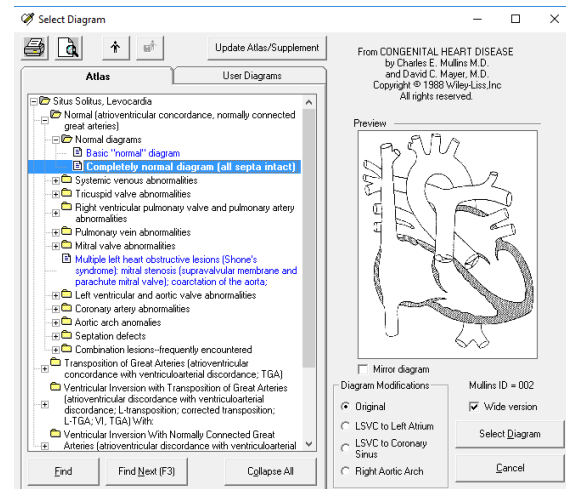 Select Diagram
Update Atlas/Supplement
Atlas
User Diagrams
Situs Solitus, Levocardia
Normal (atrioventricular concordance, normally connected
great arteries)
Normal diagrams
Basic "normal" diagram
Completely normal diagram (all septa intact)
Systemic venous abnormalities
Tricuspid valve abnormalities
Right ventricular pulmonary valve and pulmonary artery
abnormalities
Pulmonary vein abnormalities
Mitral valve abnormalities
Multiple left heart obstructive lesions (Shone's
syndrome): mitral stenosis (supravalvular membrane and
parachute mitral valve); coarctation of the aorta;
Left ventricular and aortic valve abnormalities
Coronary artery abnormalities
Aortic arch anomalies
Septation defects
Combination lesions--frequently encountered
Transposition of Great Arteries (atrioventricular
concordance with ventriculoarterial discordance; TGA)
Ventricular Inversion with Transposition of Great Arteries
(atrioventricular discordance with ventriculoarterial
discordance; L-transposition; corrected transposition;
L-TGA; VI, TGA) With:
Ventricular Inversion With Normally Connected Great
Arteries (atrioventricular discordance with ventriculoarterial
Find
Find Next (F3)
Collapse All
From CONGENITAL HEART DISEASE
by Charles E. Mullins M.D.
and David C. Mayer, M.D.
Copyright © 1988 Wiley-Liss,Inc
All rights reserved.
Preview
Mirror diagram
Diagram Modifications
Original
LSVC to Left Atrium
LSVC to Coronary
Sinus
Right Aortic Arch
Mullins ID = 002
Wide version
Select Diagram
Cancel